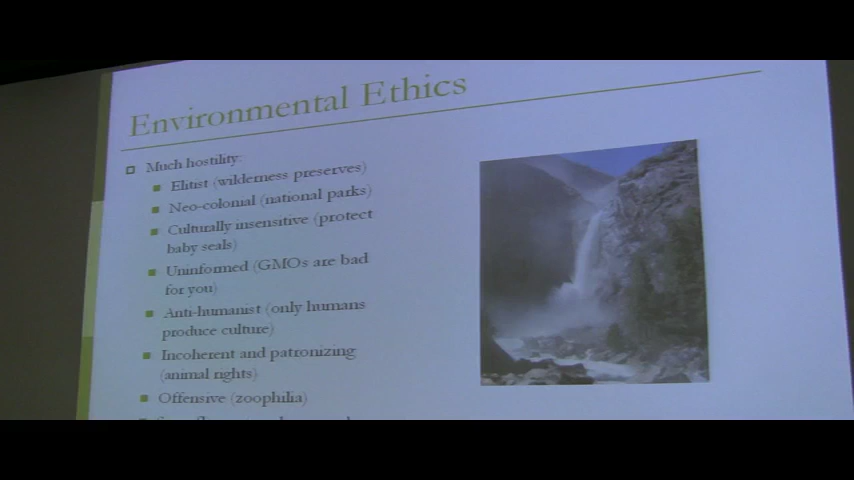 Environmental Ethics
Much hostility:
Elitist (wilderness preserves)
Neo-colonial (national parks)
Culturally insensitive (protect
baby seals)
Uninformed (GMOs are bad
for you)
Anti-humanist (only humans
produce culture)
Incoherent and patronizing
(animal rights)
Offensive (zoophilia)